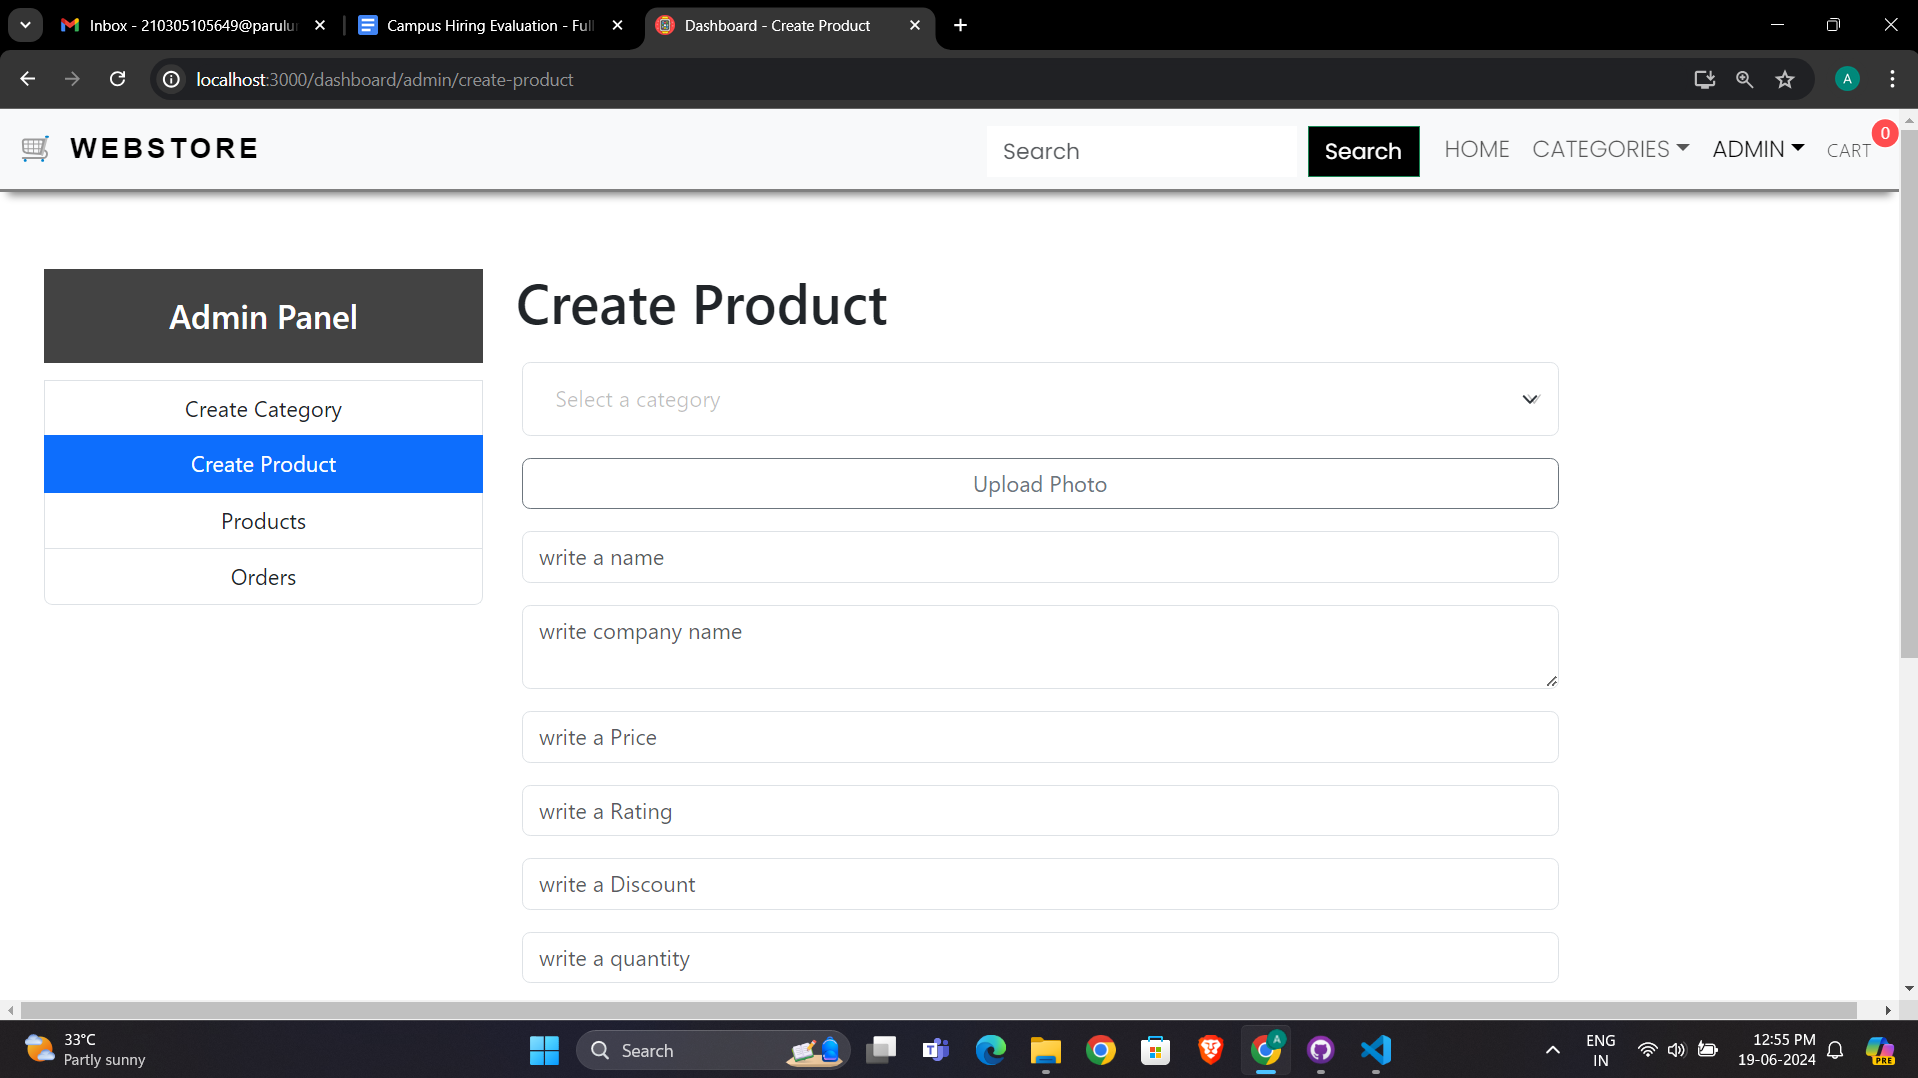 Inbox - 210305105649@parulun
Campus Hiring Evaluation - Full
Dashboard - Create Product
localhost:3000/dashboard/admin/create-product
A
WEBSTORE
Search
Search
HOME
CATEGORIES
ADMIN
CART
0
Admin Panel
Create Category
Create Product
Products
Orders
Create Product
Select a category
Upload Photo
write a name
write company name
write a Price
write a Rating
write a Discount
write a quantity
33°C
Partly sunny
Search
A
ENG
IN
12:55 PM
19-06-2024
PRE